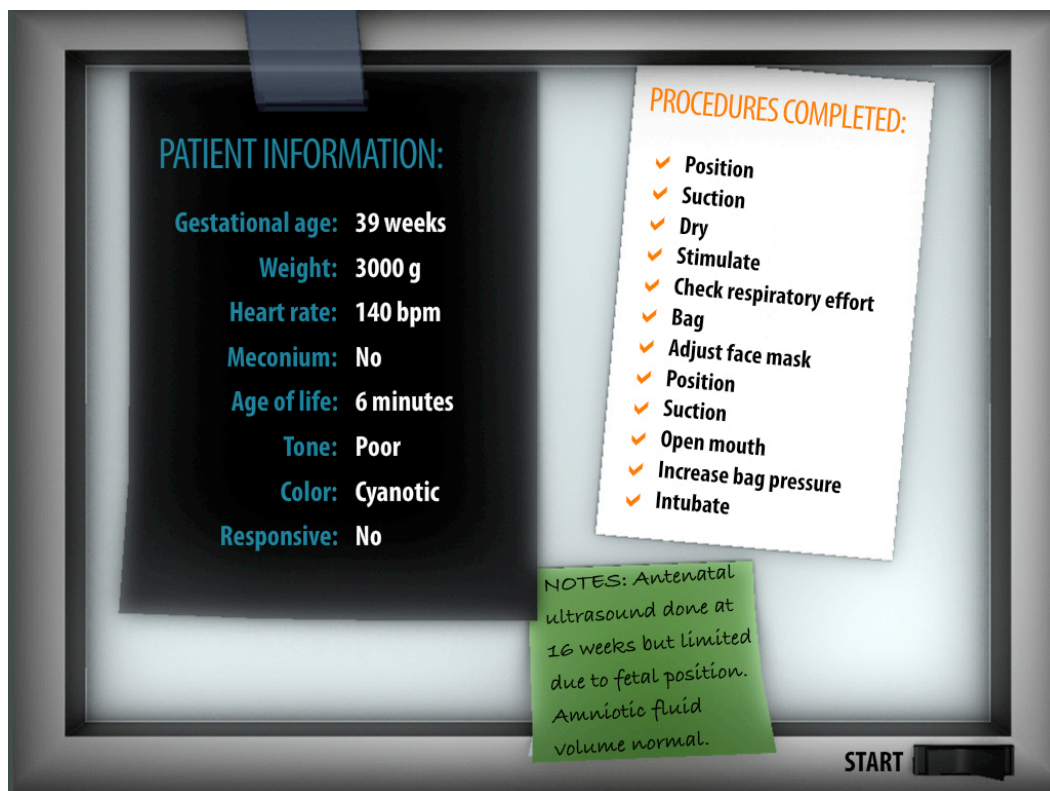 PATIENT INFORMATION:
Gestational age: 39 weeks
Weight: 3000 g
Heart rate: 140 bpm
Meconium: No
Age of life: 6 minutes
Tone: Poor
Color: Cyanotic
Responsive: No
PROCEDURES COMPLETED:
Position
Suction
Dry
Stimulate
Check respiratory effort
Bag
Adjust face mask
Position
Suction
Open mouth
Increase bag pressure
Intubate
NOTES: Antenatal
ultrasound done at
16 weeks but limited
due to fetal position.
Amniotic fluid
volume normal.
START